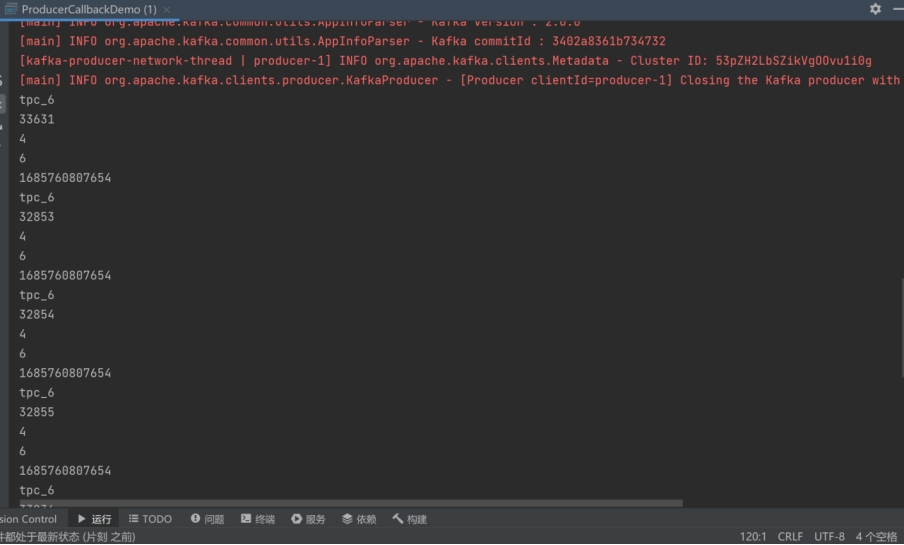 ProducerCallbackDemo (1)
[main] INFO org.apache.kafka.common.utils.AppInfoParser - Kafka version : 2.0.0
[main] INFO org.apache.kafka.common.utils.AppInfoParser - Kafka commitId : 3402a8361b734732
[kafka-producer-network-thread | producer-1] INFO org.apache.kafka.clients.Metadata - Cluster ID: 53pZH2LbSZikVgOOvu1i0g
[main] INFO org.apache.kafka.clients.producer.KafkaProducer - [Producer clientId=producer-1] Closing the Kafka producer with
tpc_6
33631
4
6
1685760807654
tpc_6
32853
4
6
1685760807654
tpc_6
32854
4
6
1685760807654
tpc_6
32855
4
6
1685760807654
tpc_6
sion Control 运行 TODO 问题 终端 服务 依赖 构建
件都处于最新状态 (片刻 之前) 120:1 CRLF UTF-8 4 个空格